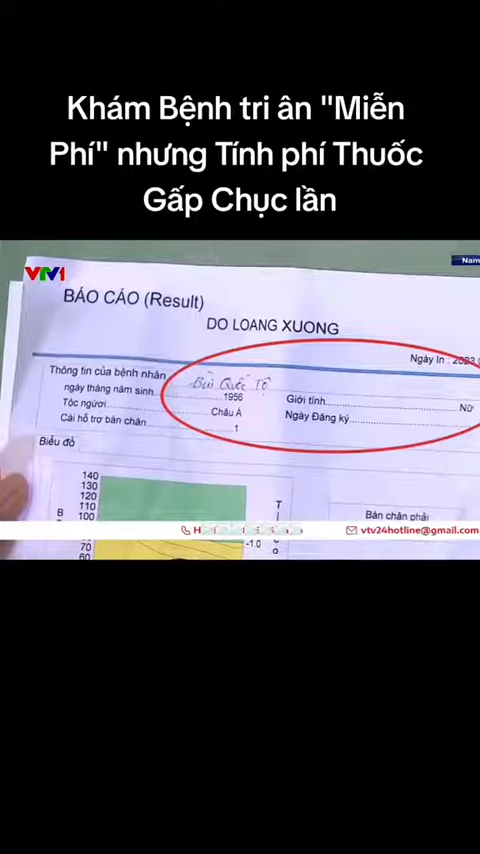 Khám Bệnh tri ân "Miễn
Phí" nhưng Tính phí Thuốc
Gấp Chục lần
VTV1
Nam
BÁO CÁO (Result)
DO LOANG XUONG
Ngày In : 2023
Thông tin của bệnh nhân
Bùi Quốc Tộ
ngày tháng năm sinh 1956
Giới tính Nữ
Tộc người Châu Á
Ngày Đăng ký
Cái hỗ trợ bàn chân 1
Biểu đồ
140
130
120
110
100
70
60
B
T
-1.0
Bàn chân phải
vtv24hotline@gmail.com